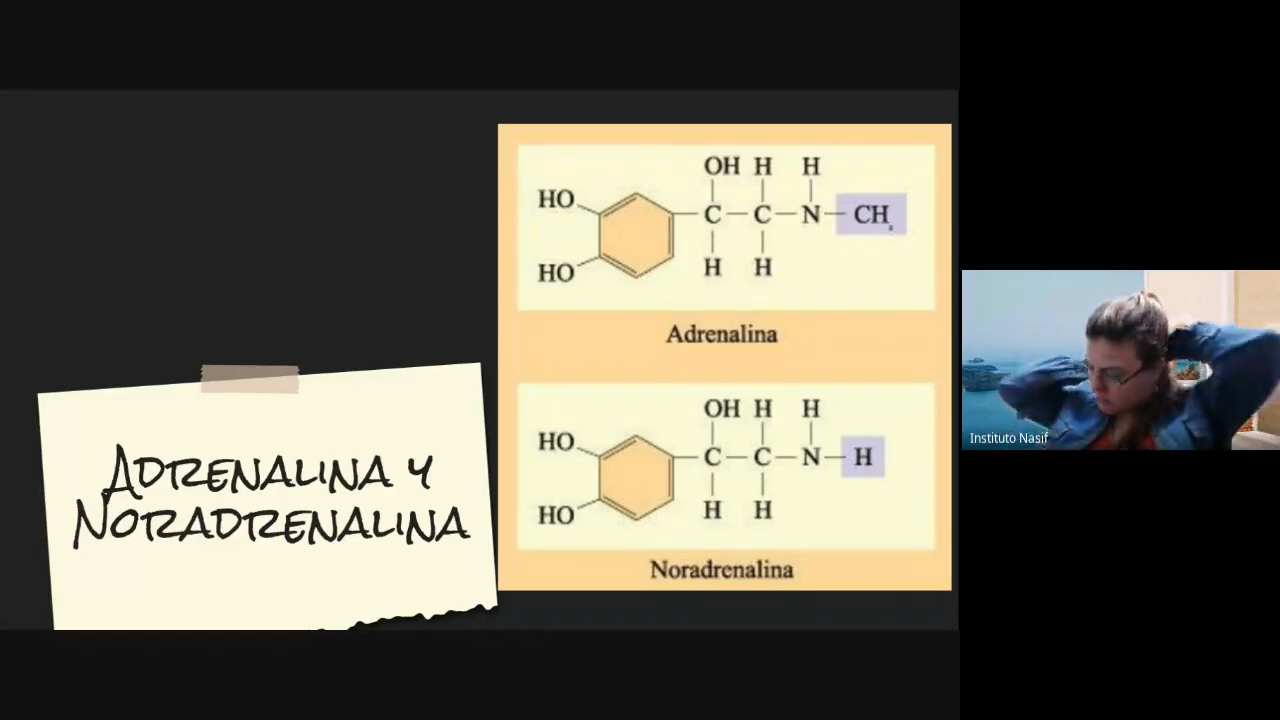 Adrenalina y
Noradrenalina
OH H H
HO
C C N CH₃
HO
H H
Adrenalina
OH H H
HO
C C N H
HO
H H
Noradrenalina
Instituto Nasif